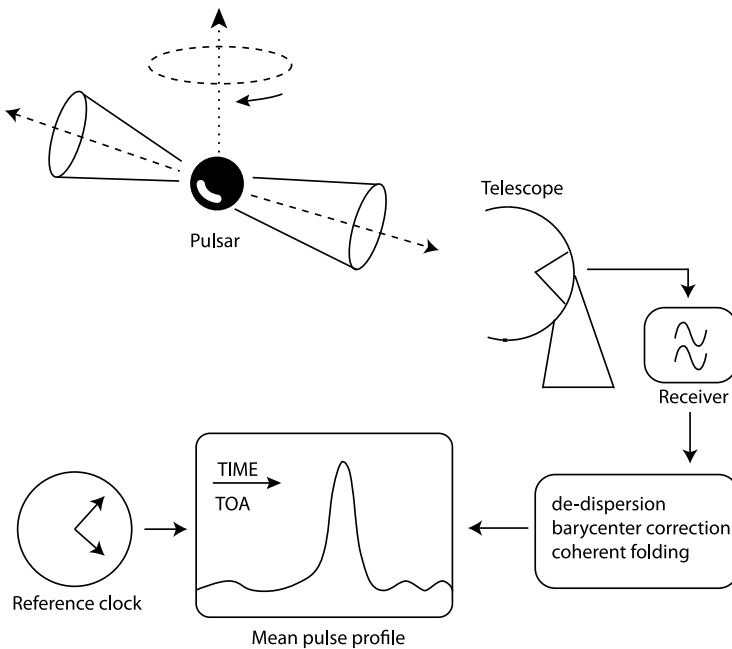 Pulsar
Telescope
Receiver
de-dispersion
barycenter correction
coherent folding
TIME
TOA
Reference clock
Mean pulse profile